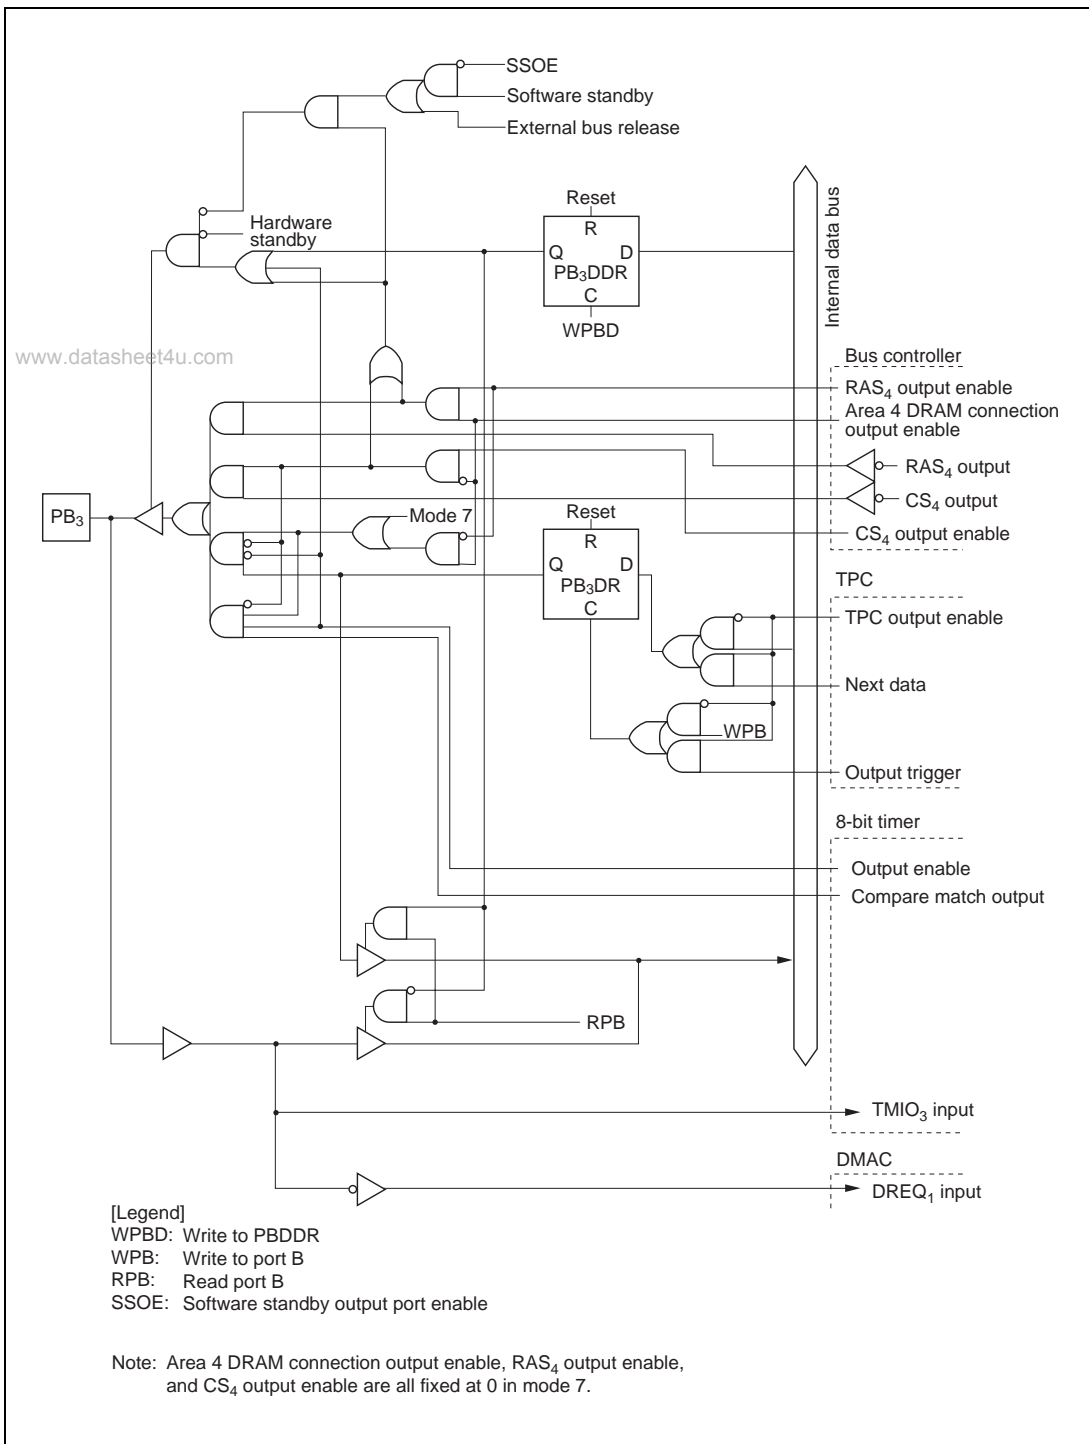 SSOE
Software standby
External bus release
Hardware
standby
Reset
R
Q D
PB3DDR
C
WPBD
Internal data bus
www.datasheet4u.com
Bus controller
RAS4 output enable
Area 4 DRAM connection
output enable
RAS4 output
CS4 output
CS4 output enable
PB3
Mode 7
Reset
R
Q D
PB3DR
C
TPC
TPC output enable
Next data
WPB
Output trigger
8-bit timer
Output enable
Compare match output
RPB
TMIO3 input
DMAC
DREQ1 input
[Legend]
WPBD: Write to PBDDR
WPB: Write to port B
RPB: Read port B
SSOE: Software standby output port enable
Note: Area 4 DRAM connection output enable, RAS4 output enable,
and CS4 output enable are all fixed at 0 in mode 7.